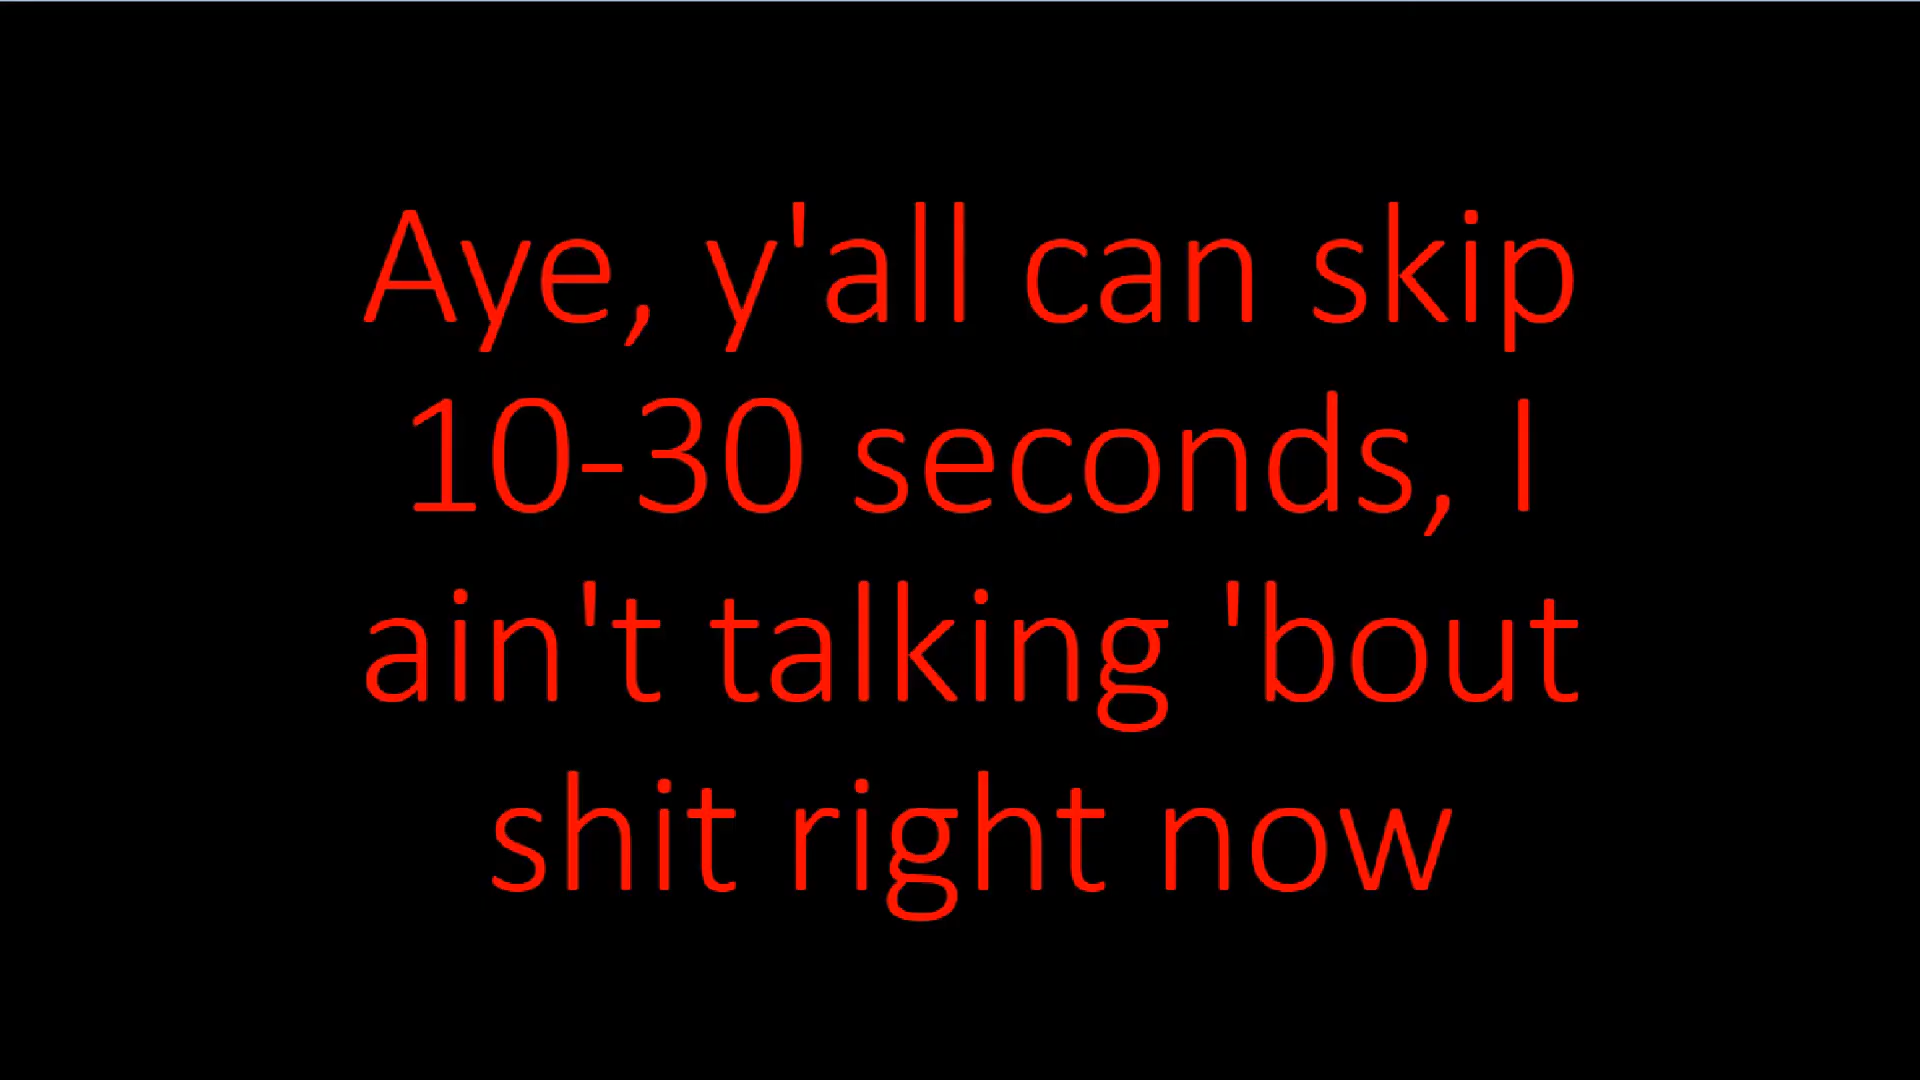 Aye, y'all can skip
10-30 seconds, I
ain't talking 'bout
shit right now